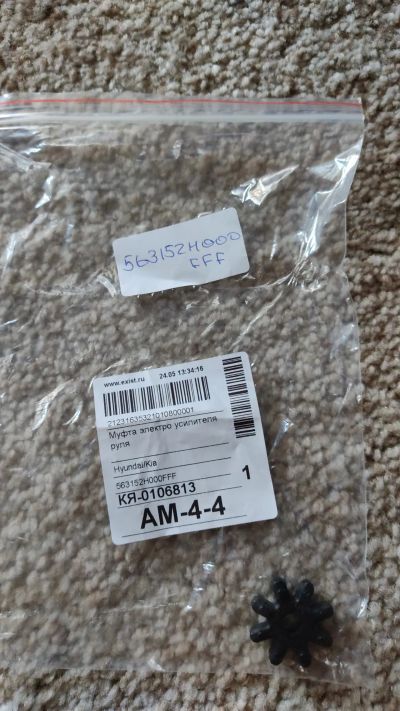 563152H000
FFF
www.exist.ru 24.05 13:34:16
21231635321010800001
Муфта электро усилителя
руля
Hyundai/Kia
563152H000FFF
КЯ-0106813
1
АМ-4-4